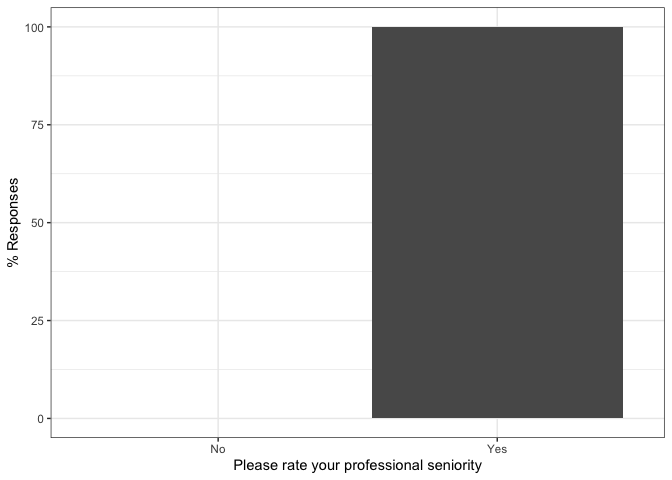 % Responses
100
75
50
25
0
No
Yes
Please rate your professional seniority